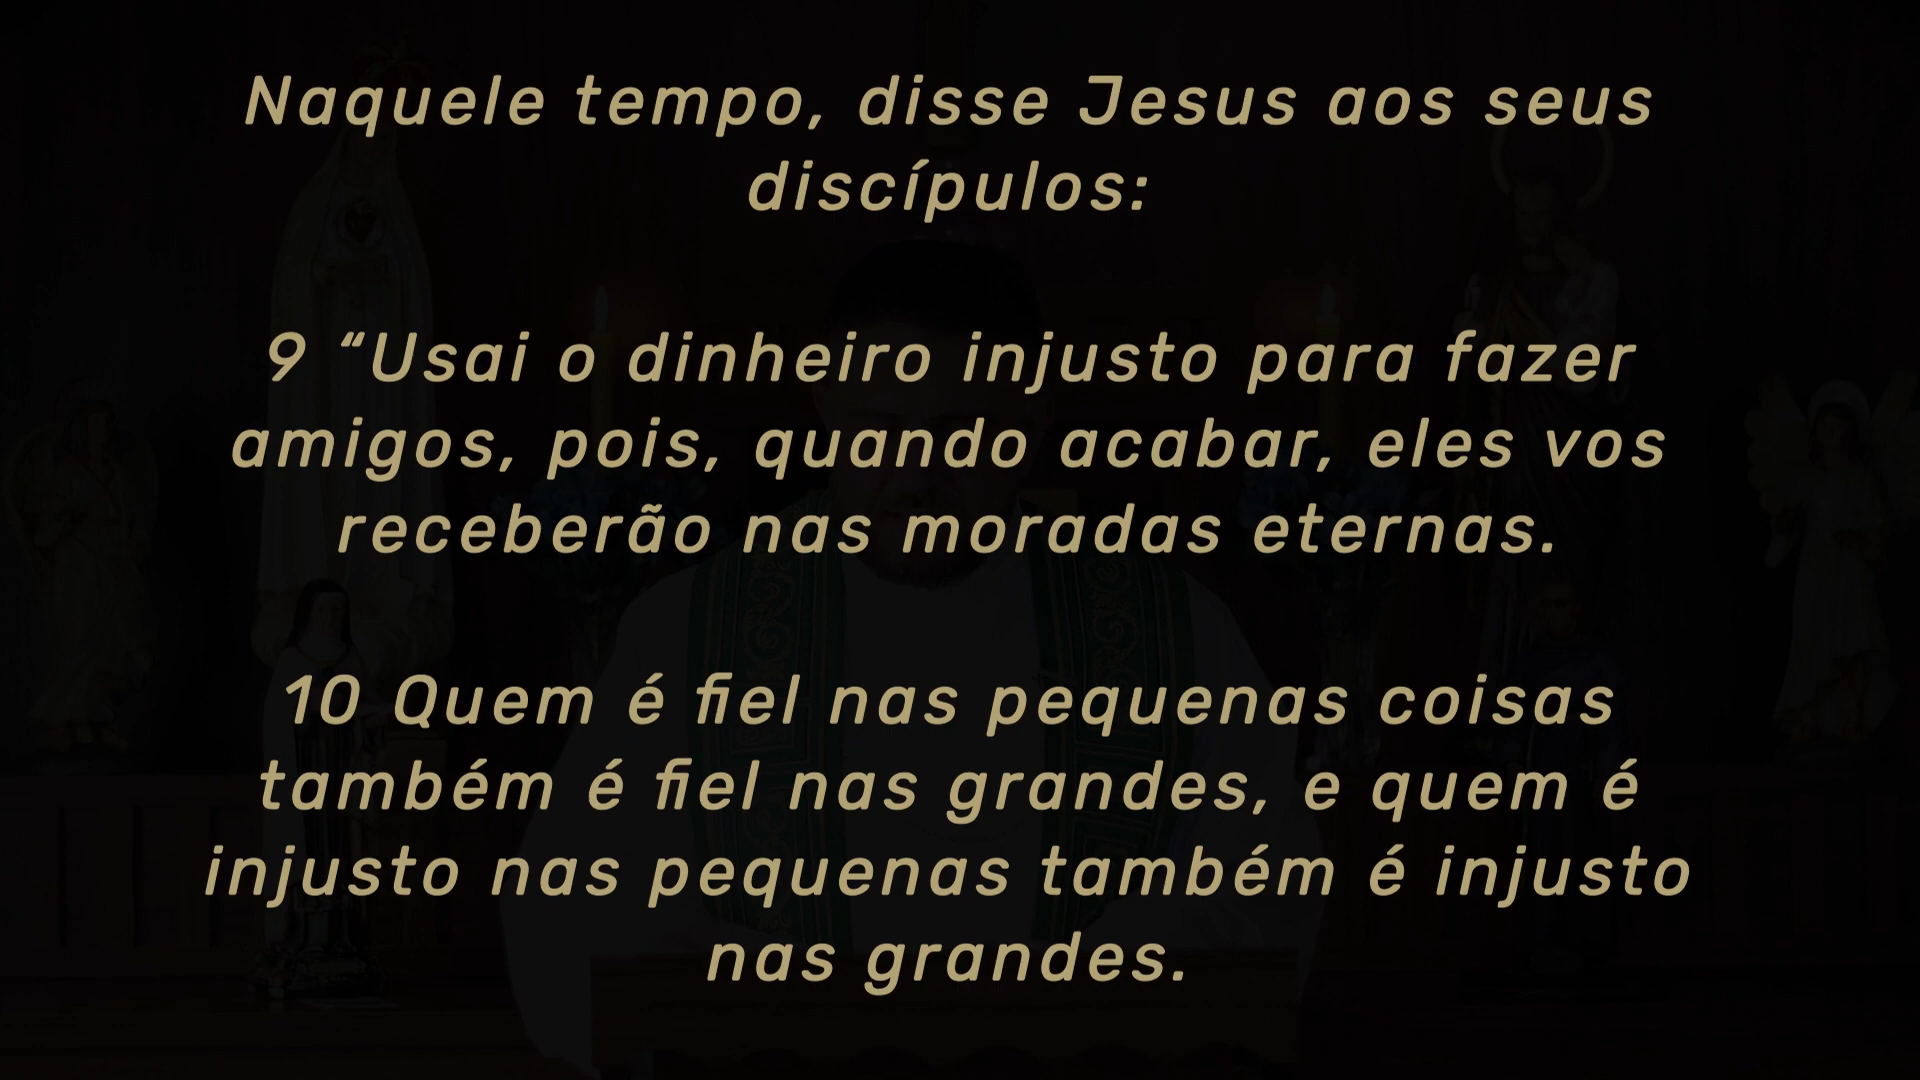 Naquele tempo, disse Jesus aos seus
discípulos:
9 “Usai o dinheiro injusto para fazer
amigos, pois, quando acabar, eles vos
receberão nas moradas eternas.
10 Quem é fiel nas pequenas coisas
também é fiel nas grandes, e quem é
injusto nas pequenas também é injusto
nas grandes.